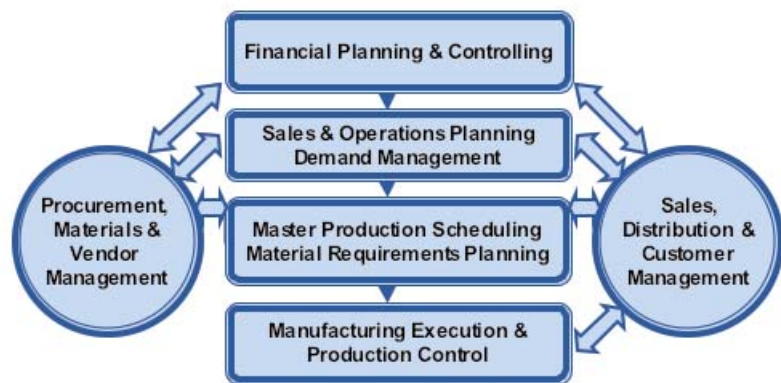 Financial Planning & Controlling
Sales & Operations Planning
Demand Management
Procurement,
Materials &
Vendor
Management
Master Production Scheduling
Material Requirements Planning
Sales,
Distribution &
Customer
Management
Manufacturing Execution &
Production Control